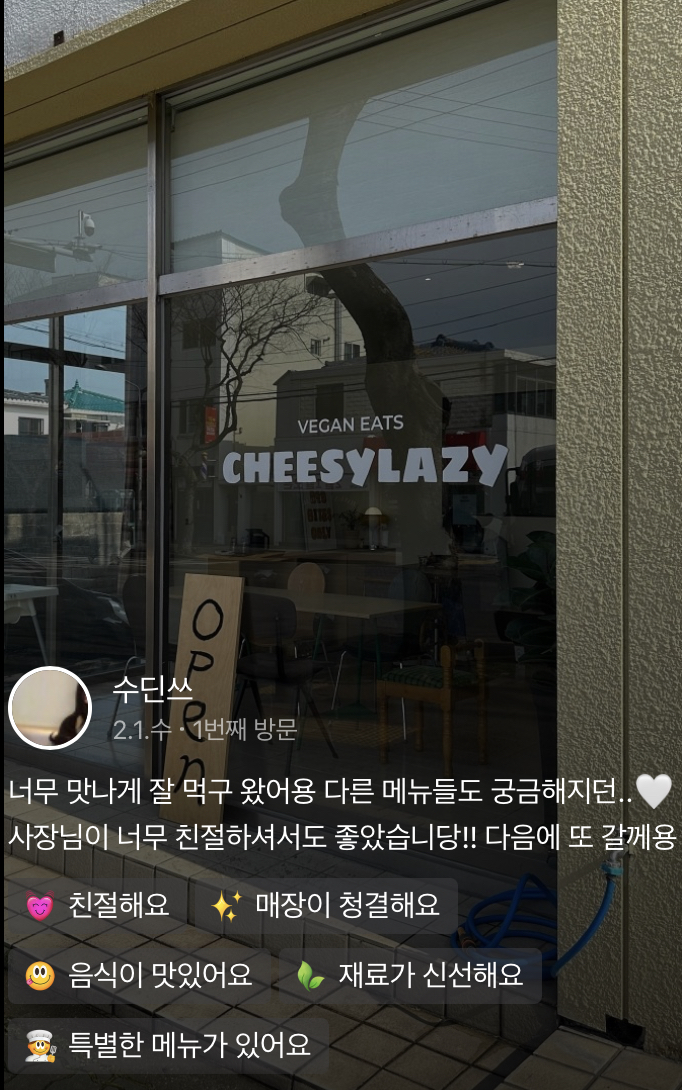 VEGAN EATS
CHEESYLAZY
open
수딘쓰
2.1.수 · 1번째 방문
너무 맛나게 잘 먹구 왔어용 다른 메뉴들도 궁금해지던..🤍
사장님이 너무 친절하셔서도 좋았습니당!! 다음에 또 갈께용
💗 친절해요 ✨ 매장이 청결해요
😋 음식이 맛있어요 🌿 재료가 신선해요
🧑‍🍳 특별한 메뉴가 있어요